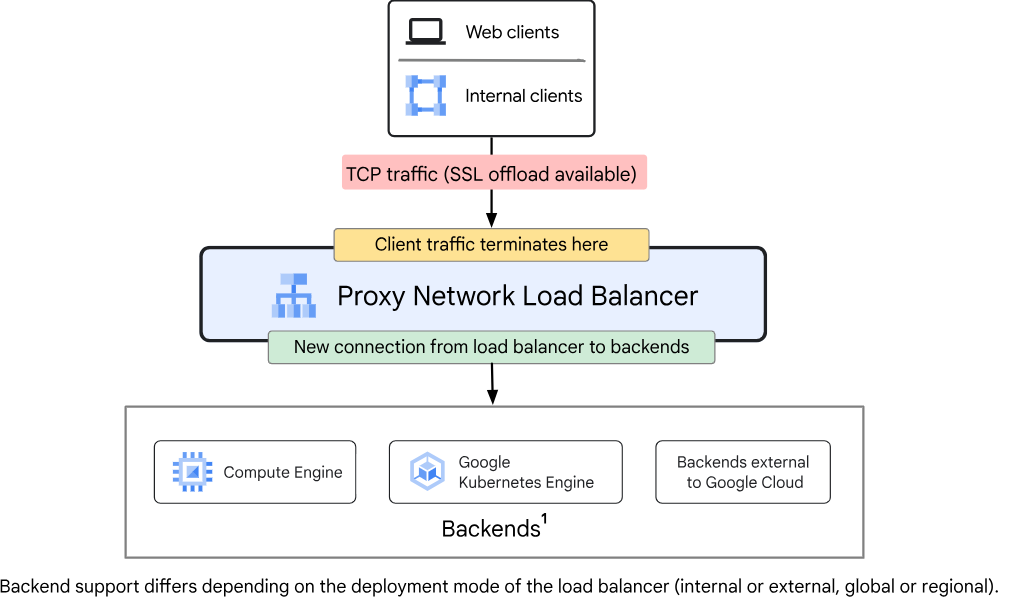 Web clients
Internal clients
TCP traffic (SSL offload available)
Client traffic terminates here
Proxy Network Load Balancer
New connection from load balancer to backends
Compute Engine
Google
Kubernetes Engine
Backends external
to Google Cloud
Backends¹
Backend support differs depending on the deployment mode of the load balancer (internal or external, global or regional).